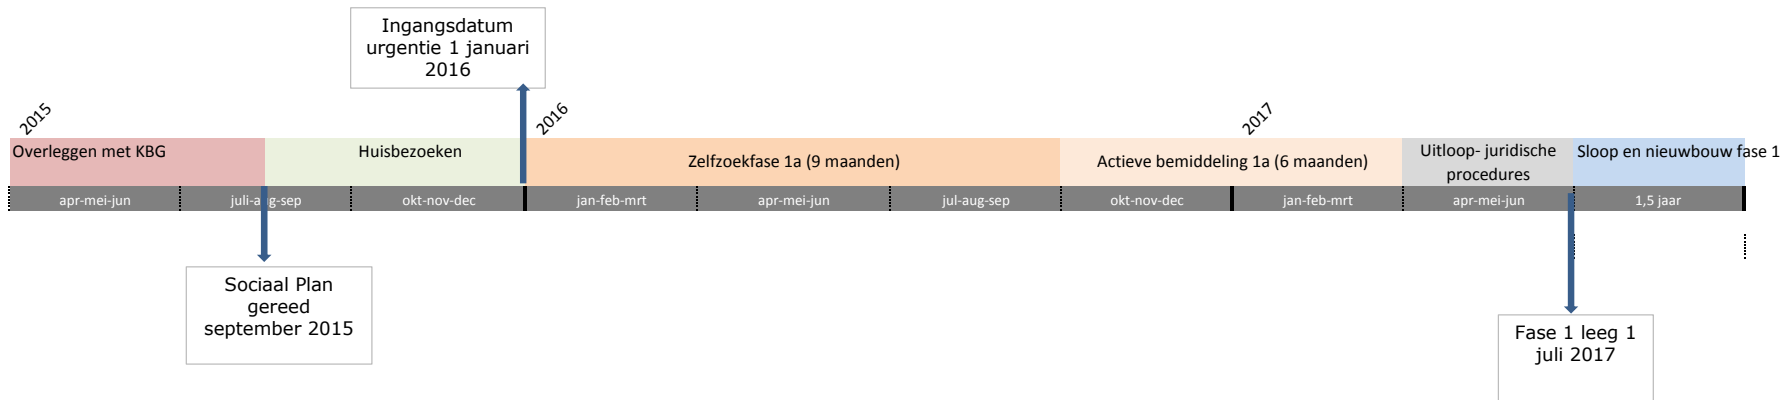 Ingangsdatum
urgentie 1 januari
2016
2015
2016
2017
Overleggen met KBG
Huisbezoeken
Zelfzoekfase 1a (9 maanden)
Actieve bemiddeling 1a (6 maanden)
Uitloop- juridische
procedures
Sloop en nieuwbouw fase 1
apr-mei-jun
juli-aug-sep
okt-nov-dec
jan-feb-mrt
apr-mei-jun
jul-aug-sep
okt-nov-dec
jan-feb-mrt
apr-mei-jun
1,5 jaar
Sociaal Plan
gereed
september 2015
Fase 1 leeg 1
juli 2017